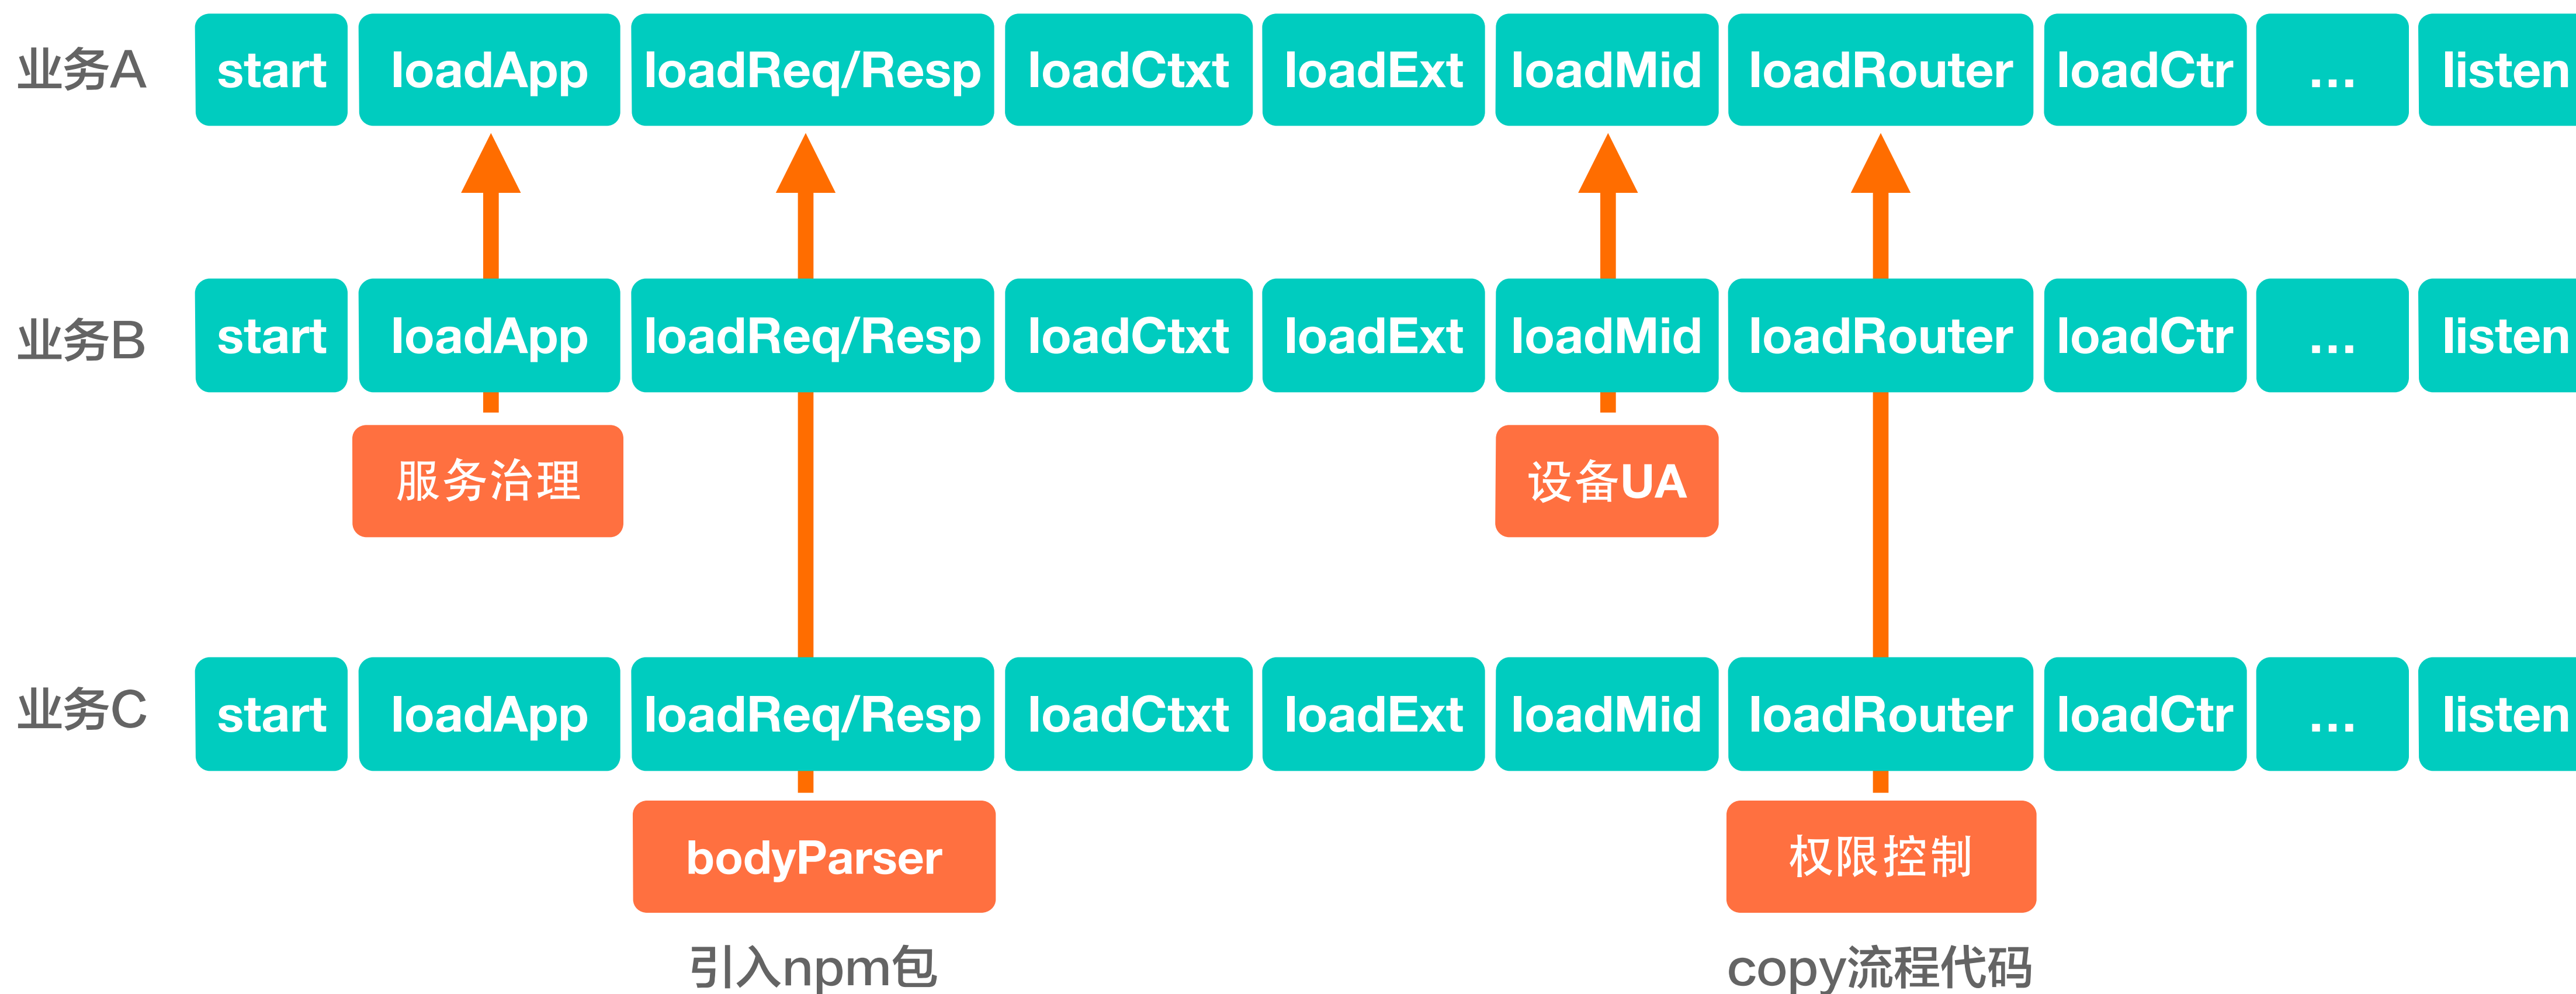 业务A start loadApp loadReq/Resp loadCtxt loadExt loadMid loadRouter loadCtr ... listen
业务B start loadApp loadReq/Resp loadCtxt loadExt loadMid loadRouter loadCtr ... listen
服务治理 设备UA
业务C start loadApp loadReq/Resp loadCtxt loadExt loadMid loadRouter loadCtr ... listen
bodyParser 权限控制
引入npm包 copy流程代码